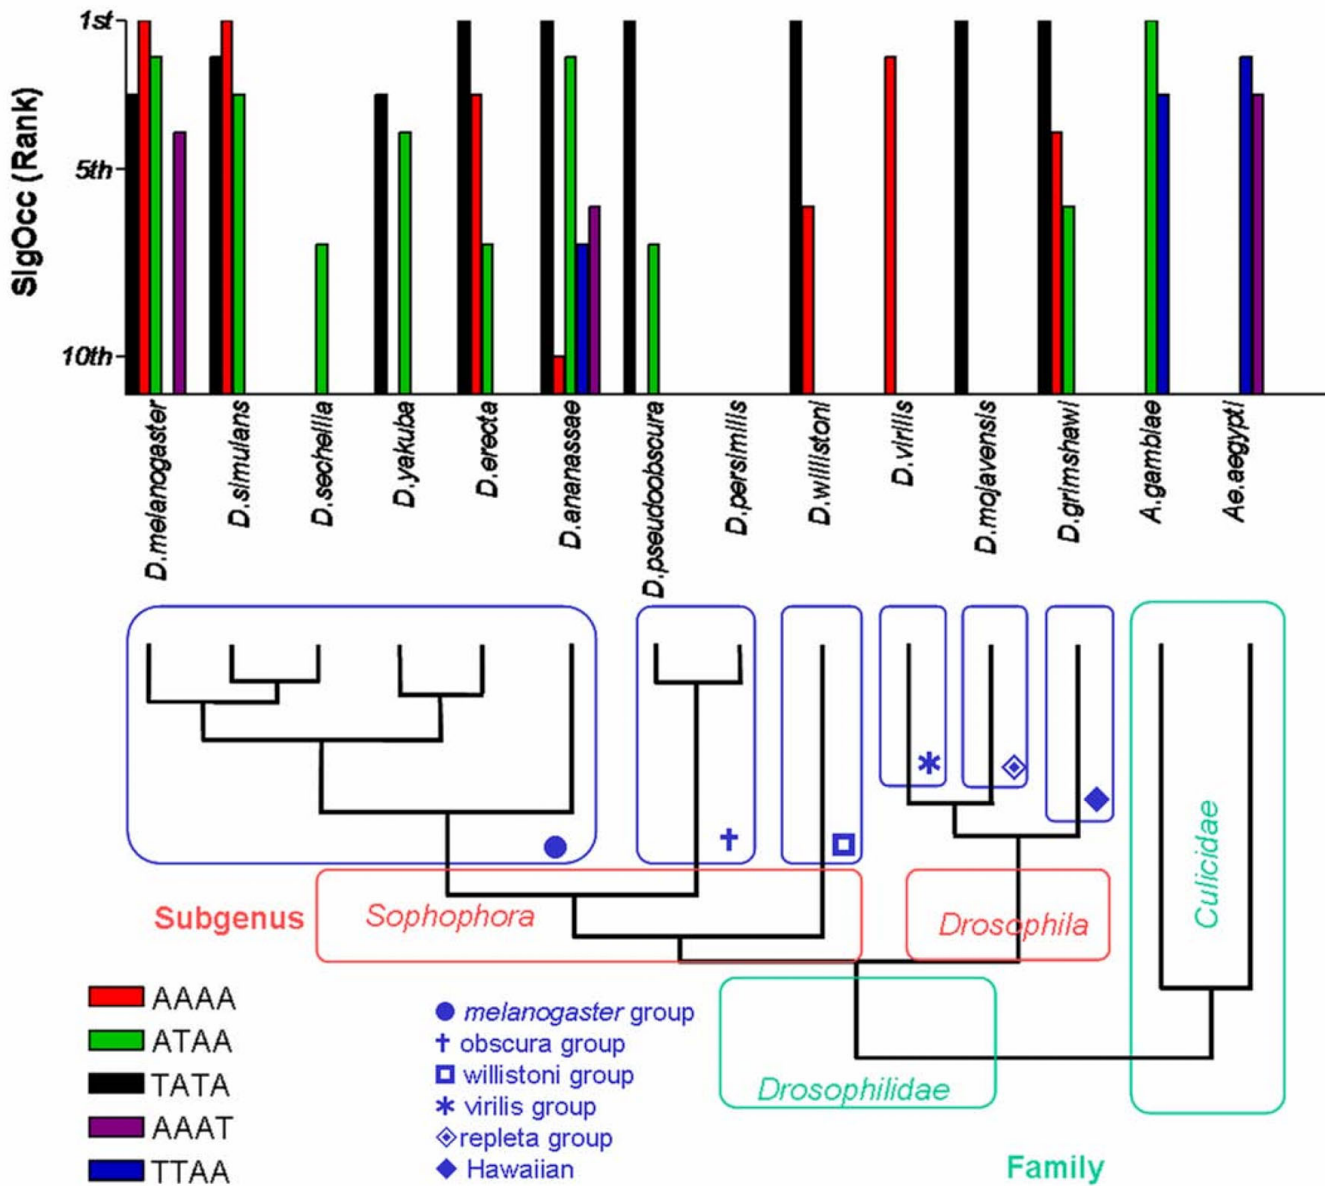 SigOcc (Rank)
1st
5th
10th
D.melanogaster
D.simulans
D.sechellia
D.yakuba
D.erecta
D.ananassae
D.pseudoobscura
D.persimilis
D.willistoni
D.virilis
D.mojavensis
D.grimshawi
A.gambiae
Ae.aegypti
Subgenus
Sophophora
Drosophila
Culicidae
AAAA
ATAA
TATA
AAAT
TTAA
melanogaster group
obscura group
willistoni group
virilis group
repleta group
Hawaiian
Drosophilidae
Family